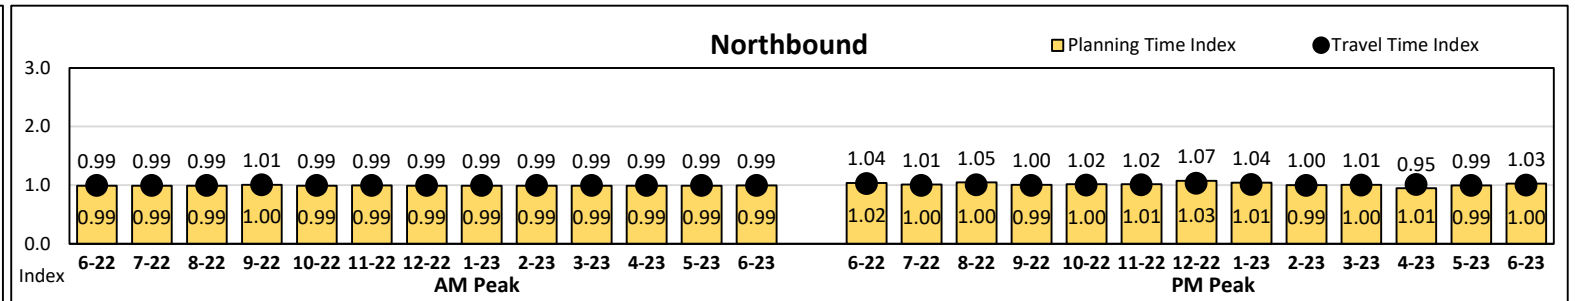 Northbound
Planning Time Index
Travel Time Index
3.0
2.0
1.0
0.0
Index
0.99 0.99 0.99 1.01 0.99 0.99 0.99 0.99 0.99 0.99 0.99 0.99 0.99 1.04 1.01 1.05 1.00 1.02 1.02 1.07 1.04 1.00 1.01 0.95 0.99 1.03
0.99 0.99 0.99 1.00 0.99 0.99 0.99 0.99 0.99 0.99 0.99 0.99 0.99 1.02 1.00 1.00 0.99 1.00 1.01 1.03 1.01 0.99 1.00 1.01 0.99 1.00
6-22 7-22 8-22 9-22 10-22 11-22 12-22 1-23 2-23 3-23 4-23 5-23 6-23 6-22 7-22 8-22 9-22 10-22 11-22 12-22 1-23 2-23 3-23 4-23 5-23 6-23
AM Peak
PM Peak